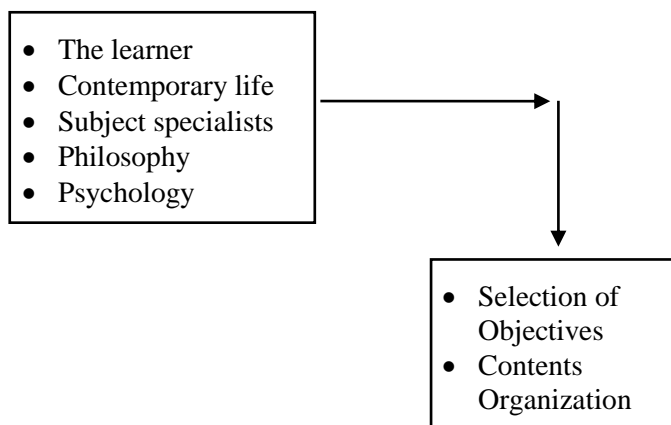 • The learner
• Contemporary life
• Subject specialists
• Philosophy
• Psychology
• Selection of
Objectives
• Contents
Organization